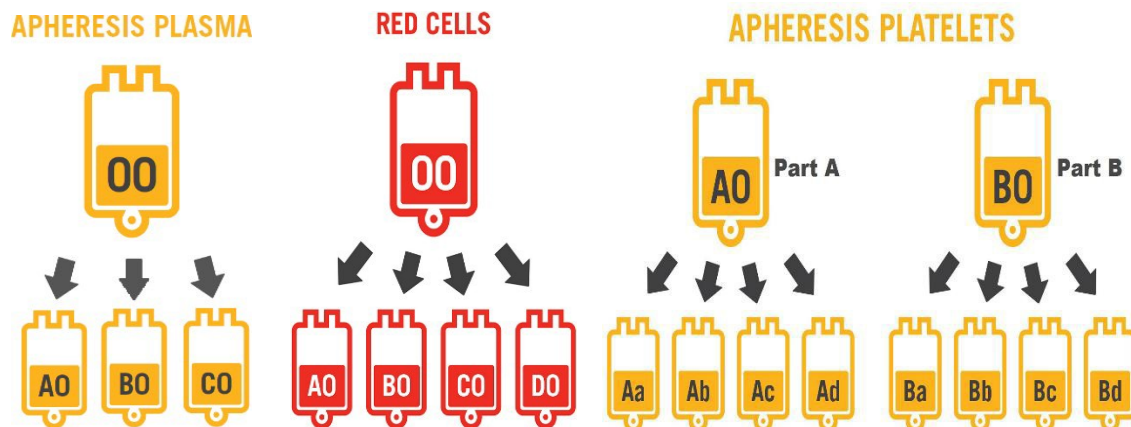 APHERESIS PLASMA
OO
AO BO CO
RED CELLS
OO
AO BO CO DO
APHERESIS PLATELETS
AO Part A
BO Part B
Aa Ab Ac Ad
Ba Bb Bc Bd